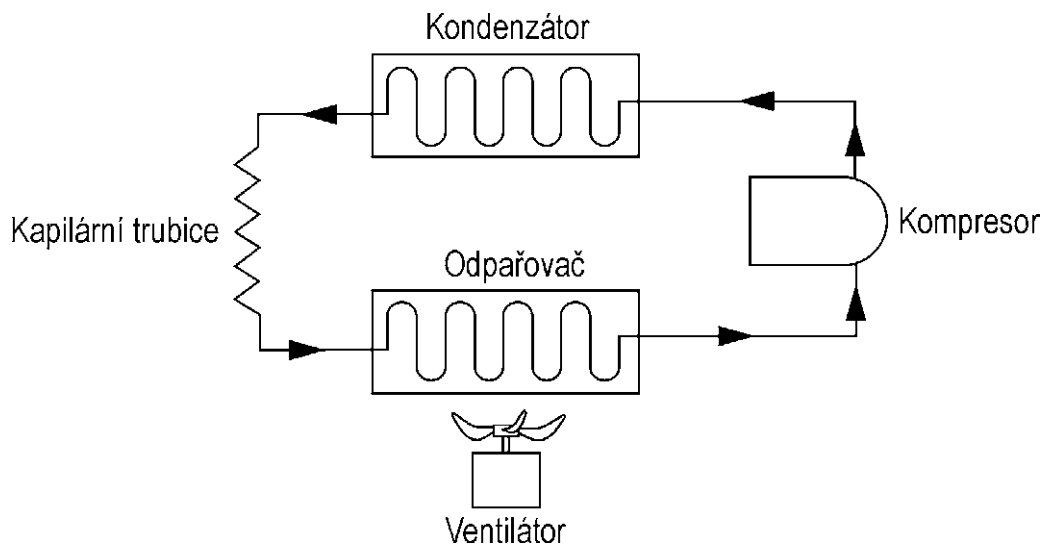 Kondenzátor
Kapilární trubice
Kompresor
Odpařovač
Ventilátor